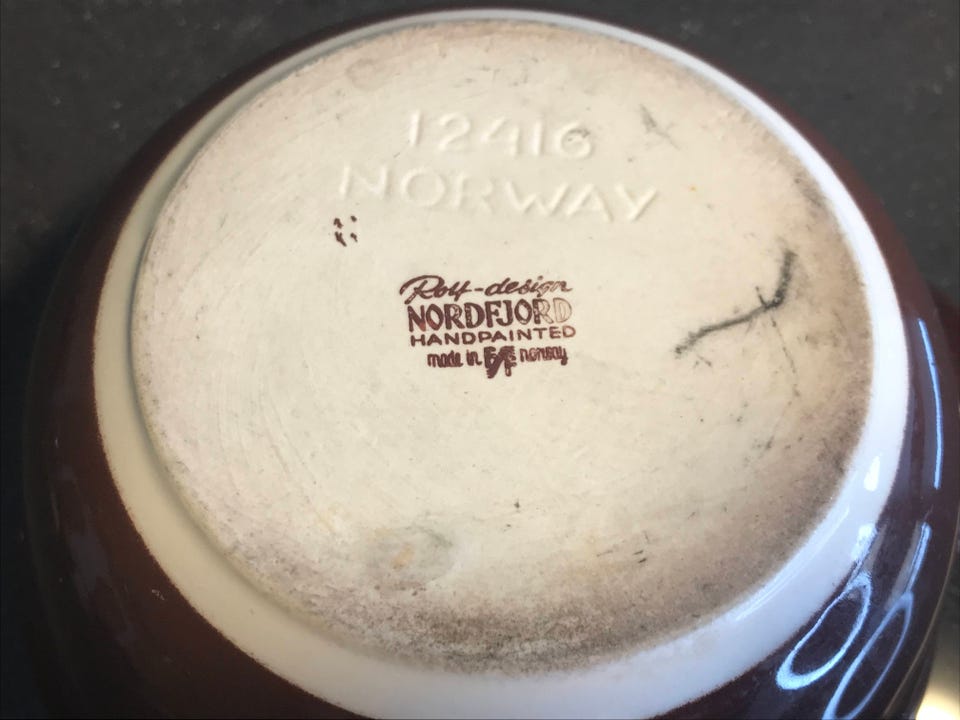 12416
NORWAY
Roy-design
NORDFJORD
HANDPAINTED
made in norway